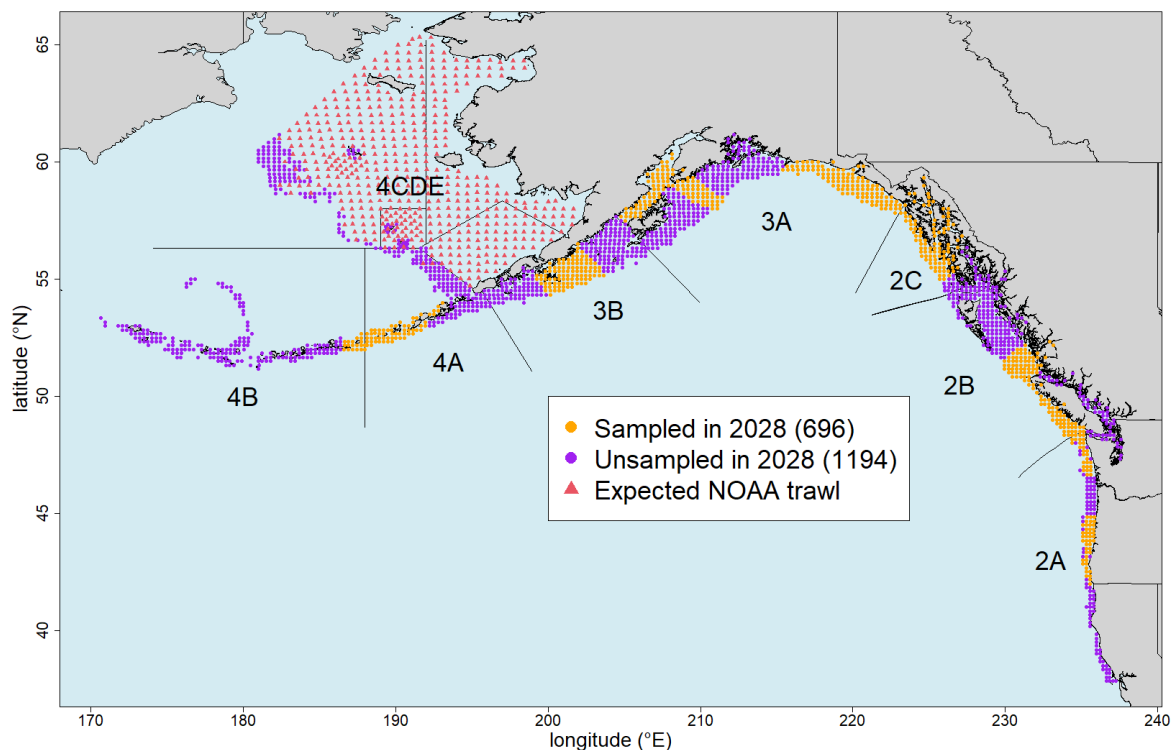 65
60
55
50
45
40
latitude (°N)
170
180
190
200
210
220
230
240
longitude (°E)
4CDE
3A
2C
3B
4A
4B
2B
2A
Sampled in 2028 (696)
Unsampled in 2028 (1194)
Expected NOAA trawl